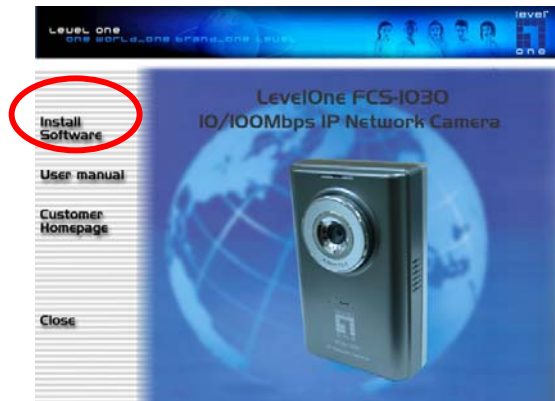 Level one
one world_one brand_one level
level
one
LevelOne FCS-1030
10/100Mbps IP Network Camera
Install
Software
User manual
Customer
Homepage
Close